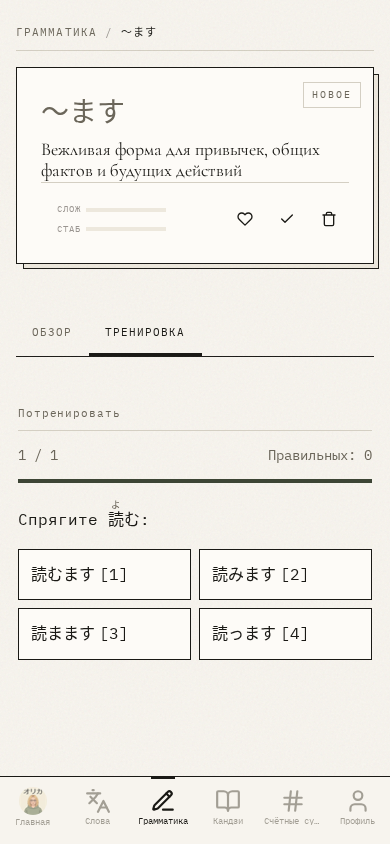 ГРАММАТИКА / 〜ます
НОВОЕ
〜ます
Вежливая форма для привычек, общих
фактов и будущих действий
СЛОЖ
СТАБ
ОБЗОР ТРЕНИРОВКА
Потренировать
1 / 1 Правильных: 0
よ
Спрягите 読む:
読むます [1] 読みます [2]
読まます [3] 読っます [4]
オリカ
Главная Слова Грамматика Кандзи Счётные су… Профиль